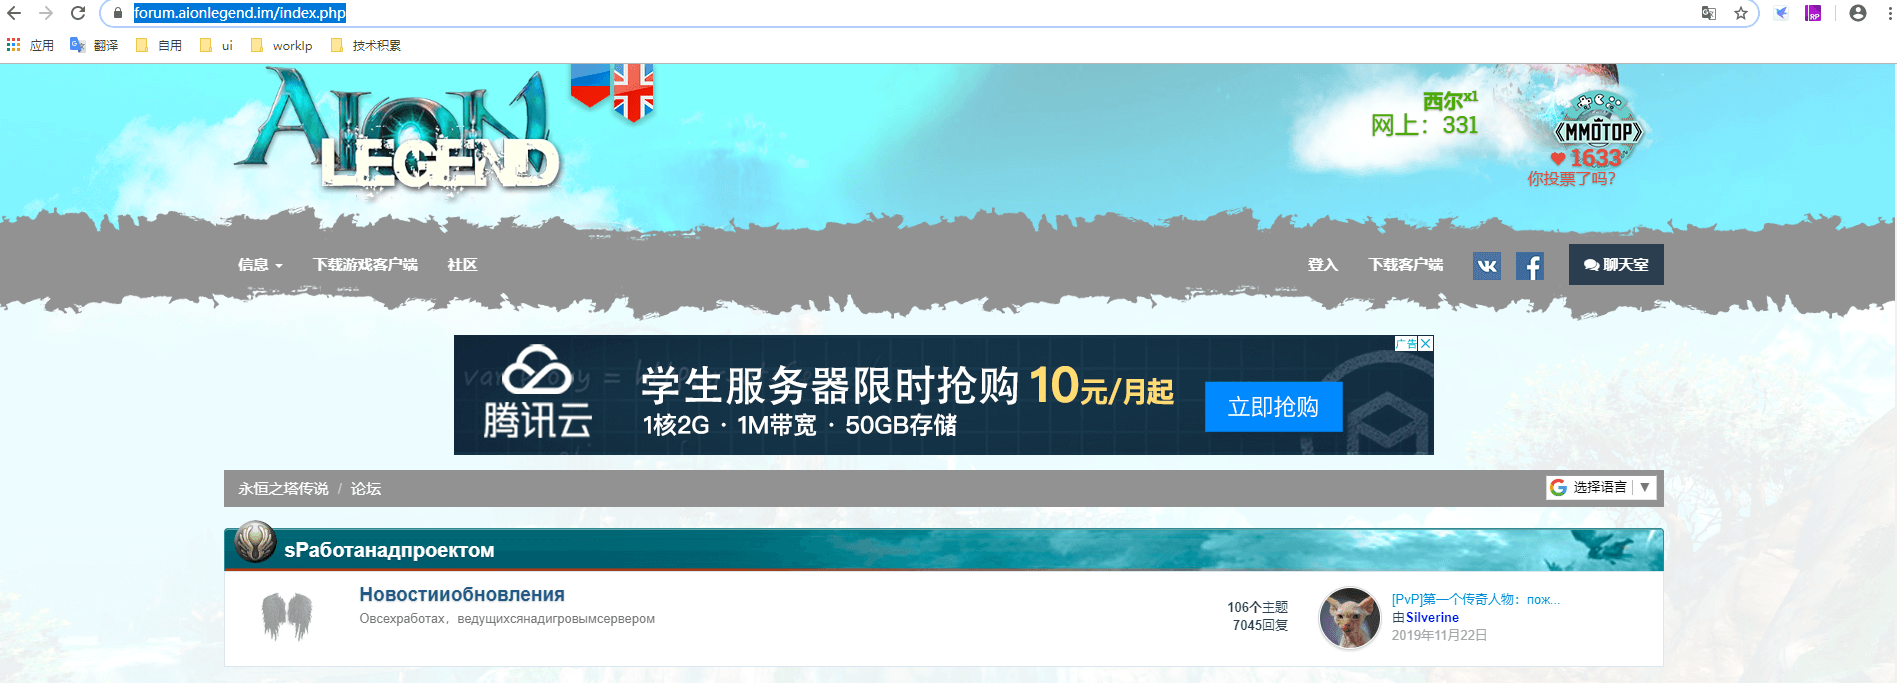 forum.aionlegend.im/index.php
应用
翻译
自用
ui
workIp
技术积累
AION
LEGEND
西尔x1
网上：331
MMOTOP
1633
你投票了吗？
信息
下载游戏客户端
社区
登入
下载客户端
聊天室
广告
腾讯云
学生服务器限时抢购 10元/月起
1核2G · 1M带宽 · 50GB存储
立即抢购
永恒之塔传说 / 论坛
选择语言
sРаботанадпроектом
Новостииобновления
Овсехработах，ведущихсянадигровымсервером
106个主题
7045回复
[PvP]第一个传奇人物：пож...
由Silverine
2019年11月22日